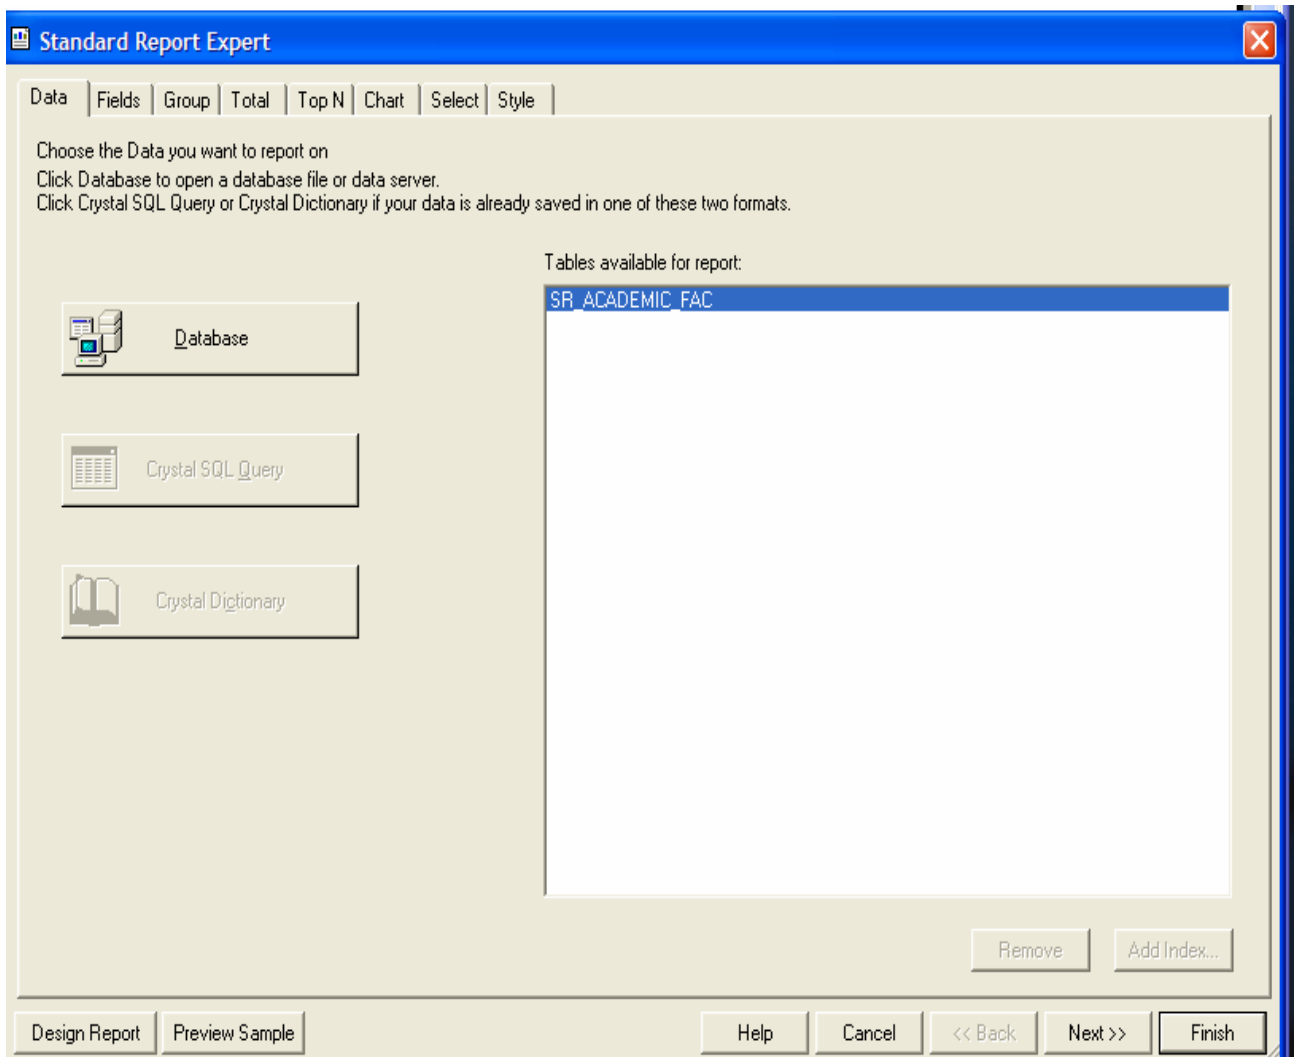 Standard Report Expert
Data Fields Group Total Top N Chart Select Style
Choose the Data you want to report on
Click Database to open a database file or data server.
Click Crystal SQL Query or Crystal Dictionary if your data is already saved in one of these two formats.
Tables available for report:
SR_ACADEMIC_FAC
Database
Crystal SQL Query
Crystal Dictionary
Remove Add Index...
Design Report Preview Sample Help Cancel << Back Next >> Finish